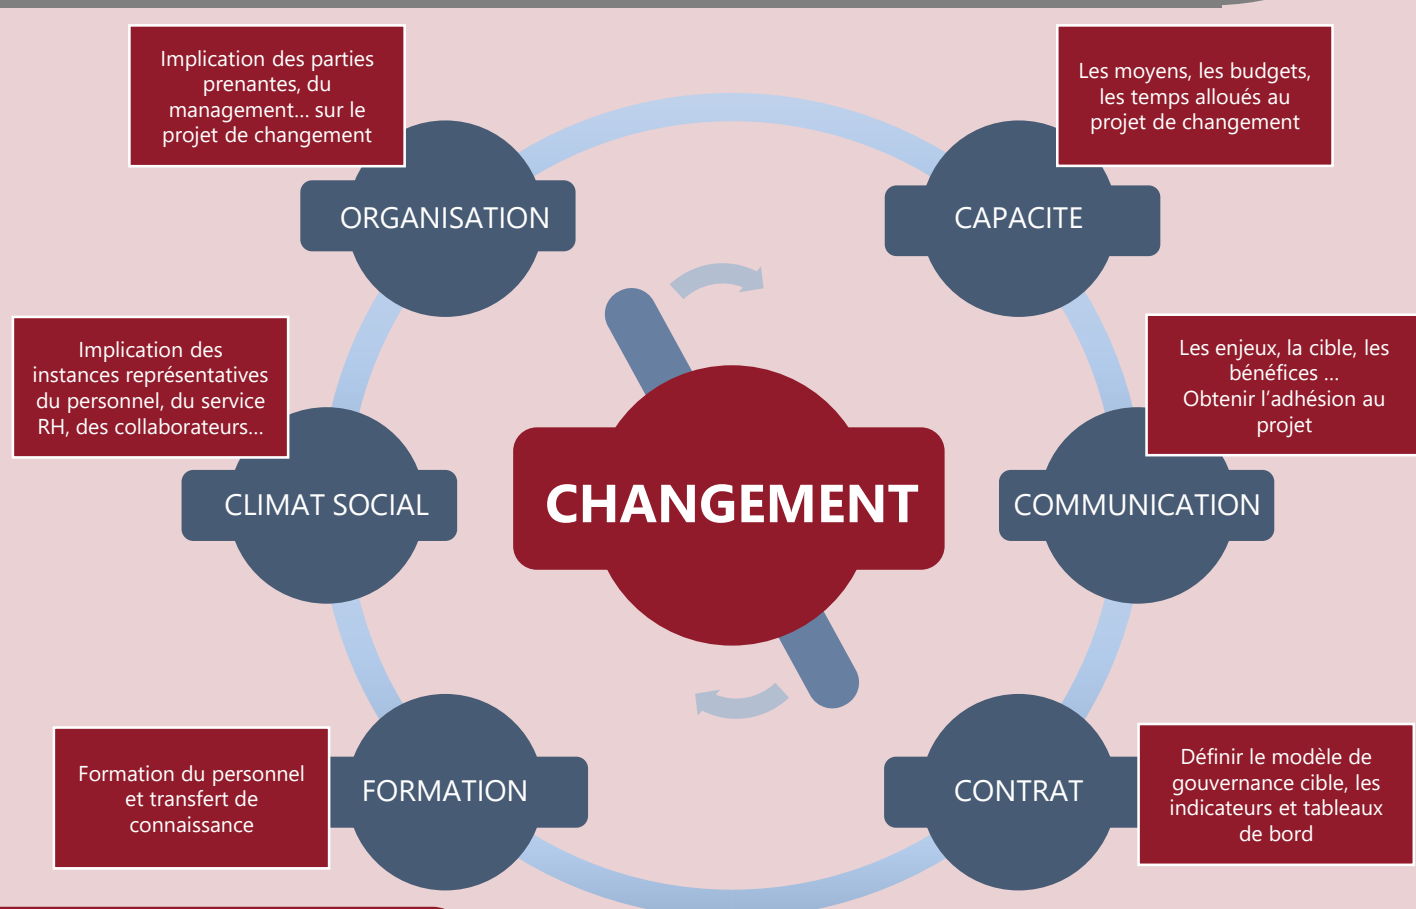 Implication des parties
prenantes, du
management... sur le
projet de changement
ORGANISATION
Les moyens, les budgets,
les temps alloués au
projet de changement
CAPACITE
Implication des
instances représentatives
du personnel, du service
RH, des collaborateurs...
CLIMAT SOCIAL
CHANGEMENT
Les enjeux, la cible, les
bénéfices ...
Obtenir l'adhésion au
projet
COMMUNICATION
Formation du personnel
et transfert de
connaissance
FORMATION
CONTRAT
Définir le modèle de
gouvernance cible, les
indicateurs et tableaux
de bord